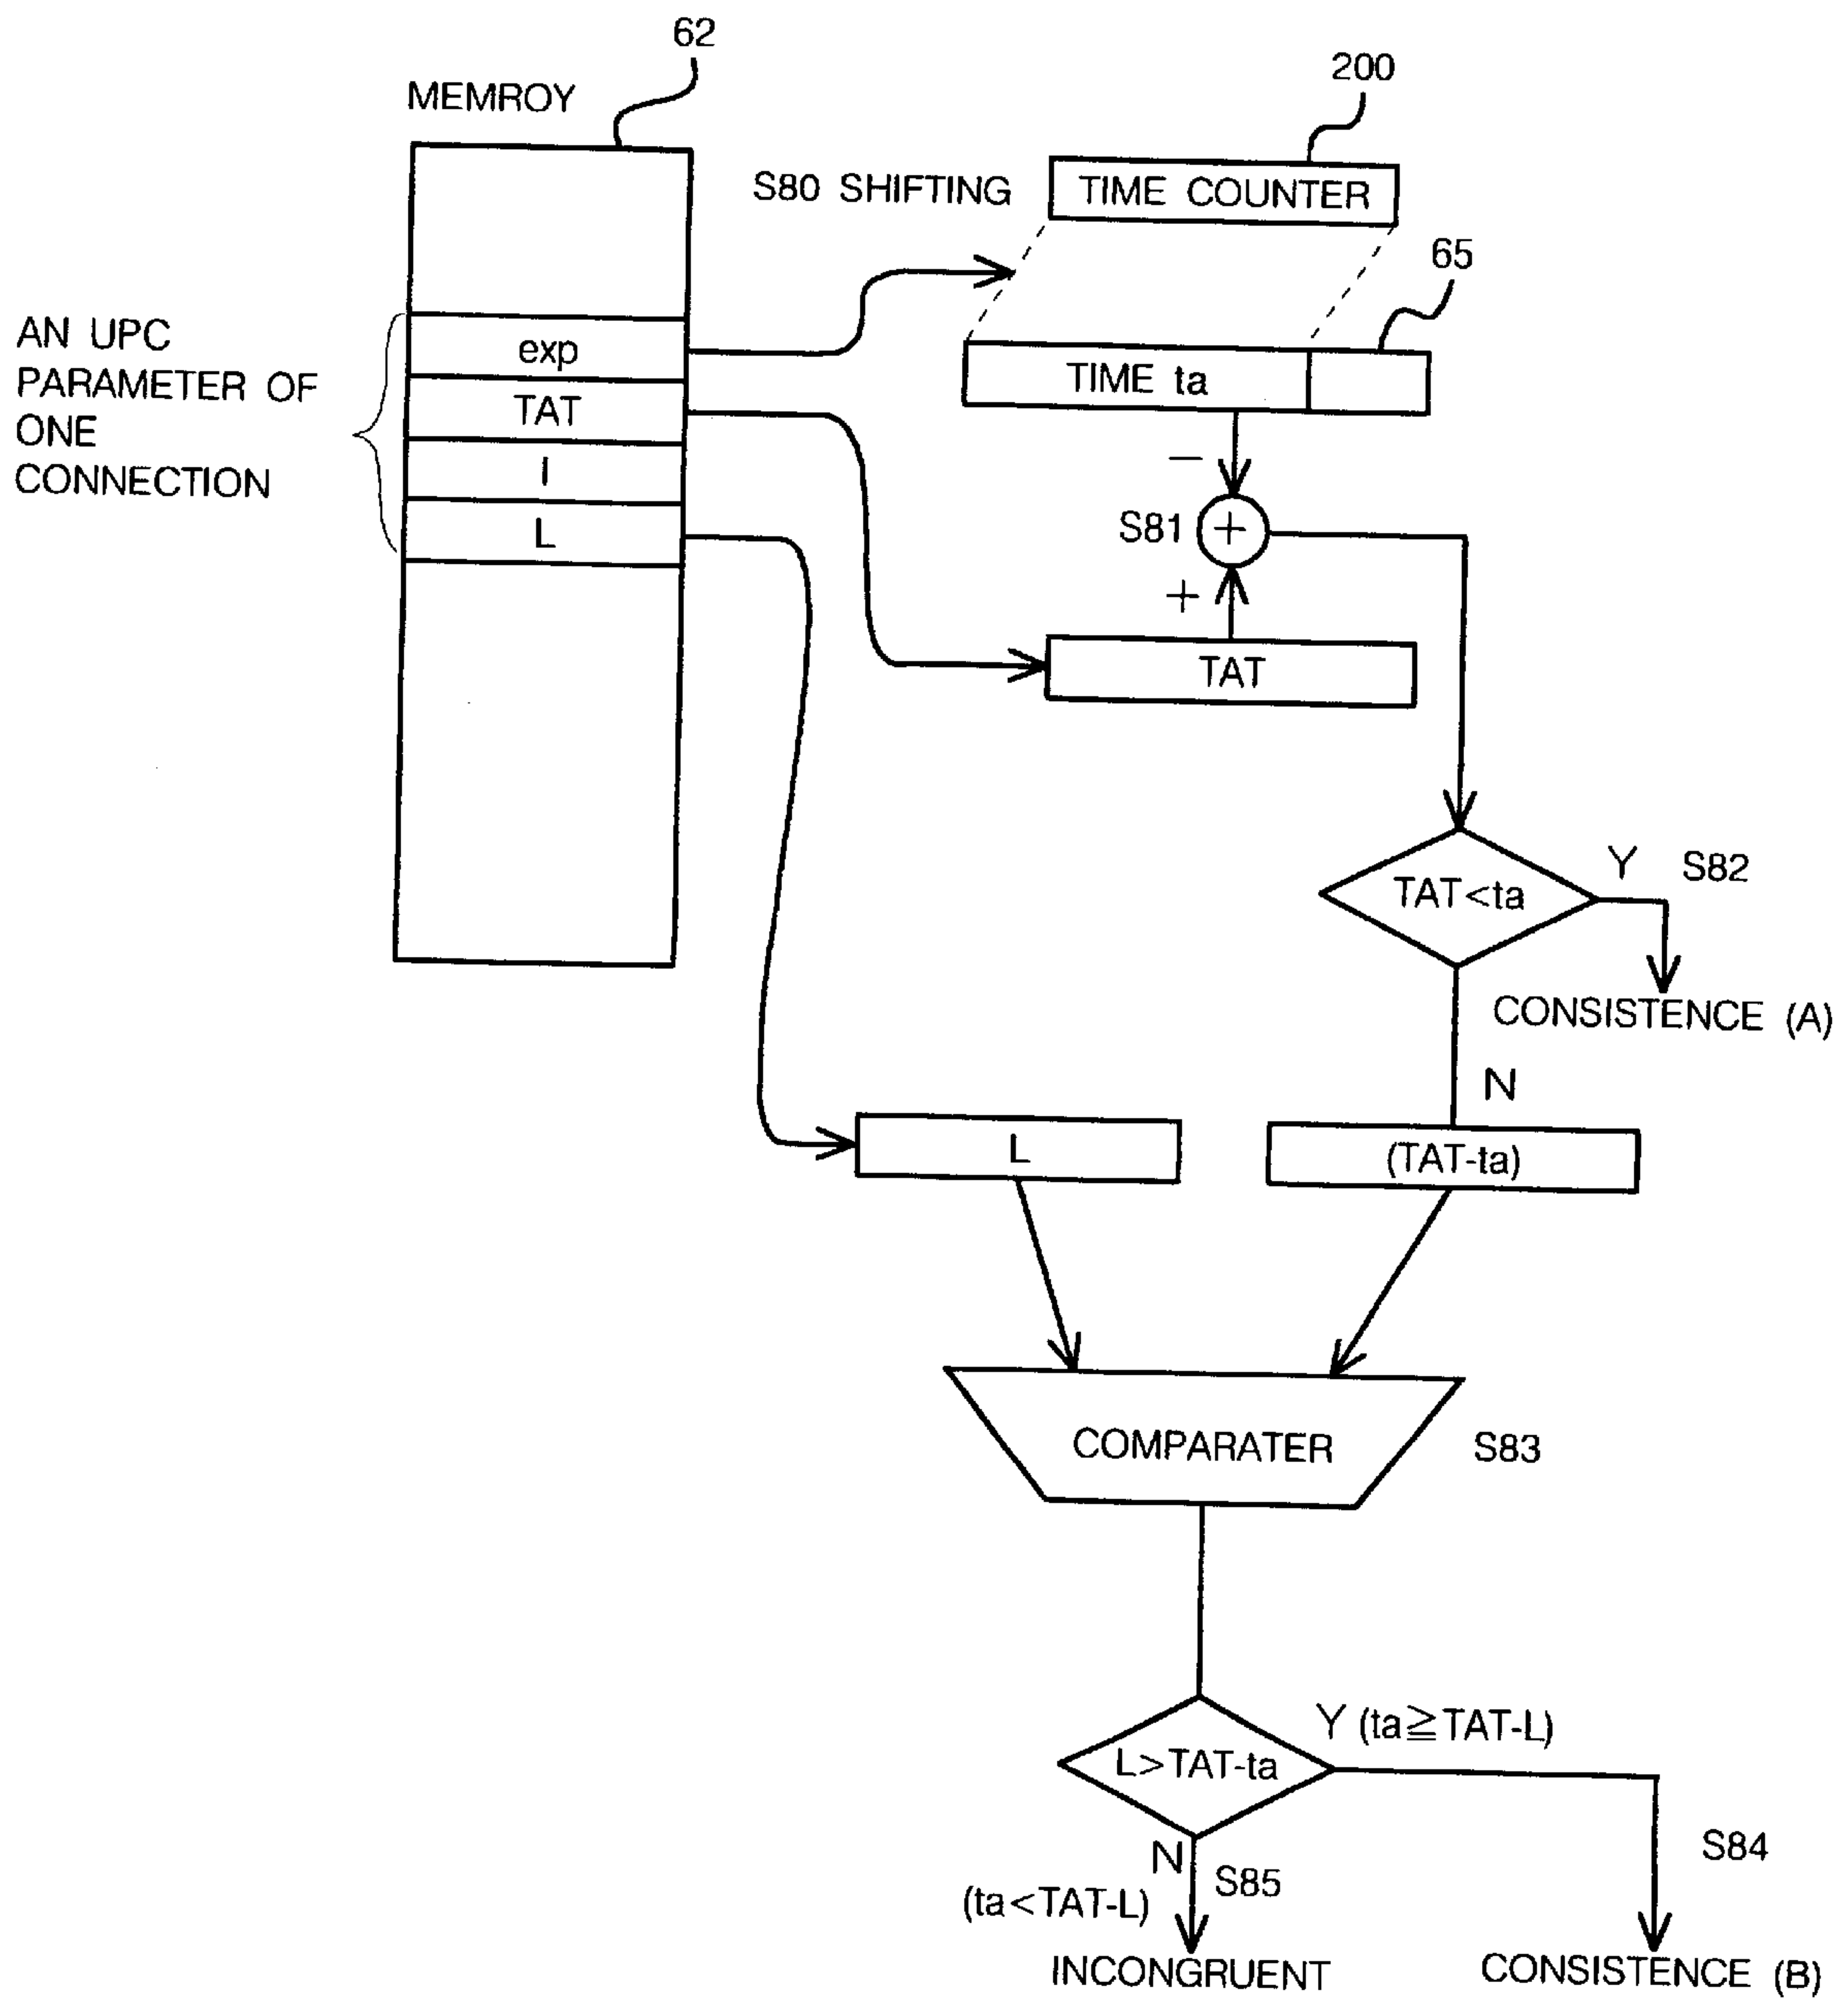 62
MEMROY
200
S80 SHIFTING
TIME COUNTER
65
AN UPC
PARAMETER OF
ONE
CONNECTION
exp
TAT
I
L
TIME ta
−
S81
+
+
TAT
TAT<ta
Y
S82
CONSISTENCE (A)
N
L
(TAT-ta)
COMPARATER
S83
L>TAT-ta
Y (ta≧TAT-L)
S84
N
S85
(ta<TAT-L)
INCONGRUENT
CONSISTENCE (B)